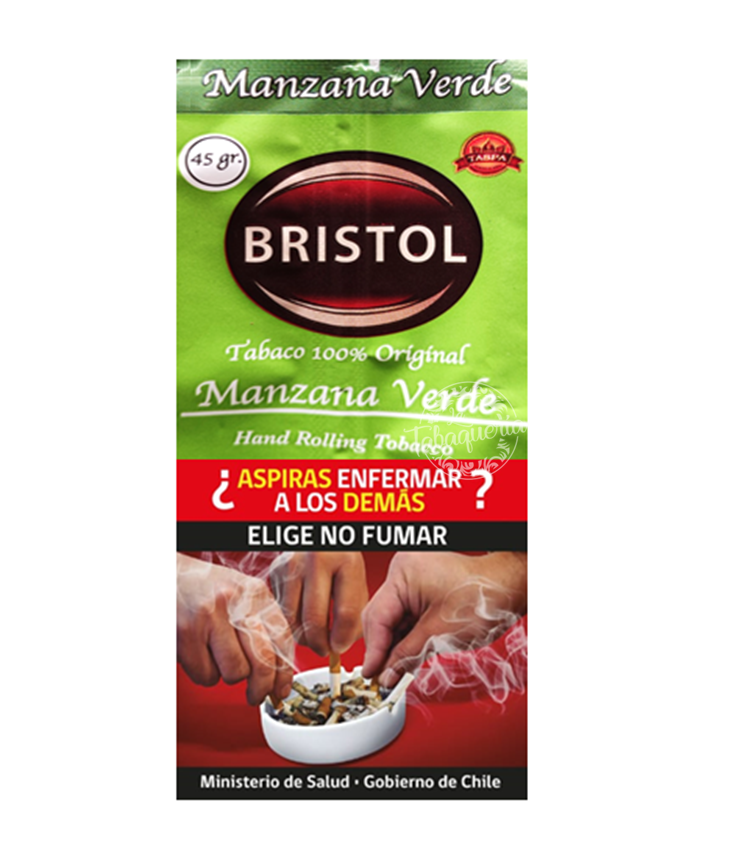 Manzana Verde
45 gr.
TASPA
BRISTOL
Tabaco 100% Original
Manzana Verde
Hand Rolling Tobacco
Tabaquería
¿ASPIRAS ENFERMAR
A LOS DEMÁS?
ELIGE NO FUMAR
Ministerio de Salud • Gobierno de Chile